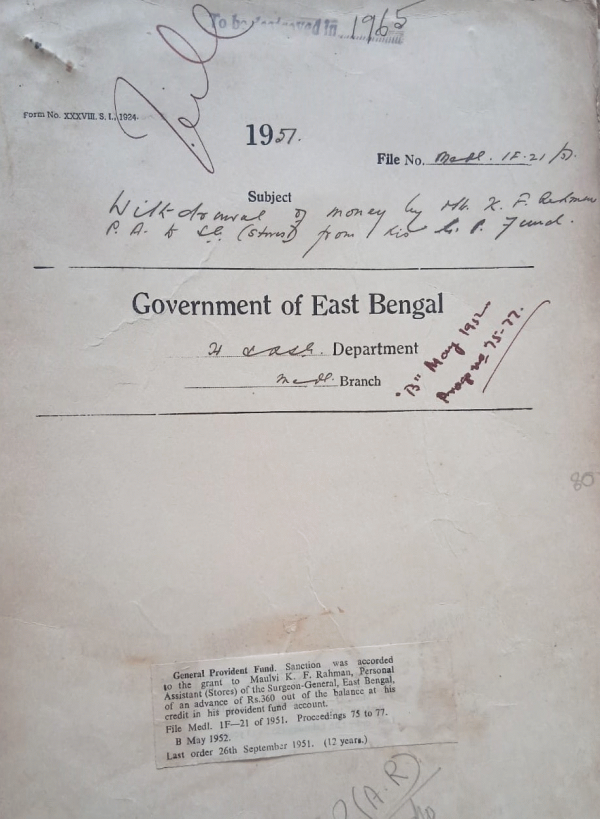 To be destroyed in 1965
Form No. XXXVIII. S. I., 1924.
1951.
File No. Medl. 1F-21/51.
Subject
Withdrawal of money by Mv. K. F. Rahman
P. A. to SG. (Stores) from his G. P. Fund.
Government of East Bengal
Department
Medl. Branch
"B" May 1952
Progs no 75-77.
80
General Provident Fund. Sanction was accorded
to the grant to Maulvi K. F. Rahman, Personal
Assistant (Stores) of the Surgeon-General, East Bengal,
of an advance of Rs.360 out of the balance at his
credit in his provident fund account.
File Medl. 1F—21 of 1951. Proceedings 75 to 77.
B May 1952.
Last order 26th September 1951. (12 years.)
(A.R)